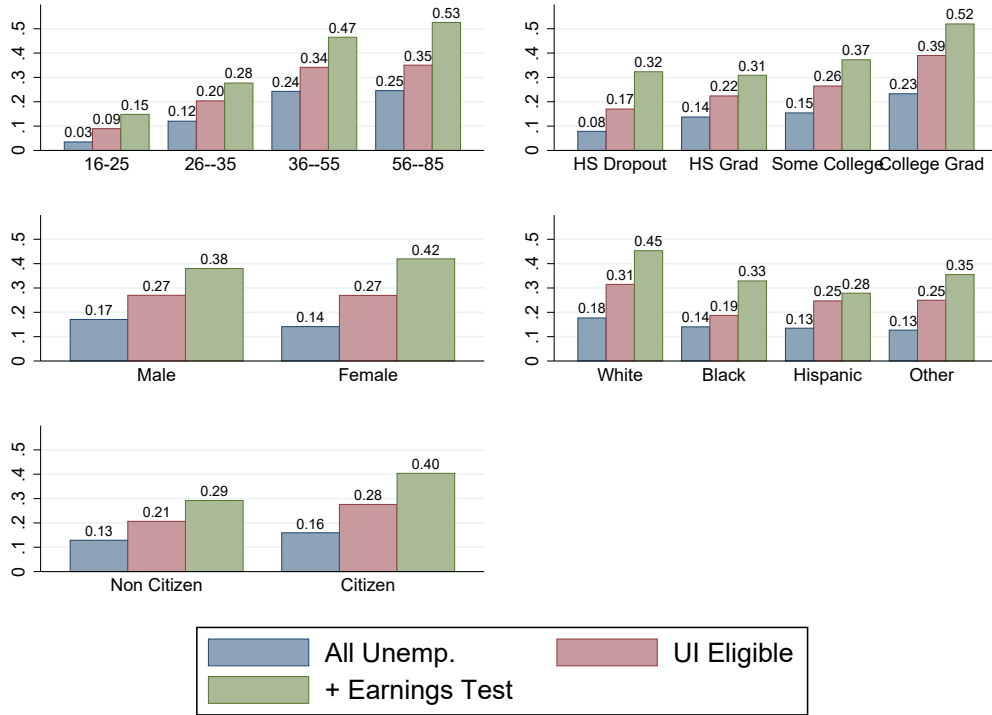 0 .1 .2 .3 .4 .5
0.03 0.09 0.15 0.12 0.20 0.28 0.24 0.34 0.47 0.25 0.35 0.53
16-25 26--35 36--55 56--85
0 .1 .2 .3 .4 .5
0.08 0.17 0.32 0.14 0.22 0.31 0.15 0.26 0.37 0.23 0.39 0.52
HS Dropout HS Grad Some College College Grad
0 .1 .2 .3 .4 .5
0.17 0.27 0.38 0.14 0.27 0.42
Male Female
0 .1 .2 .3 .4 .5
0.18 0.31 0.45 0.14 0.19 0.33 0.13 0.25 0.28 0.13 0.25 0.35
White Black Hispanic Other
0 .1 .2 .3 .4 .5
0.13 0.21 0.29 0.16 0.28 0.40
Non Citizen Citizen
All Unemp. UI Eligible
+ Earnings Test